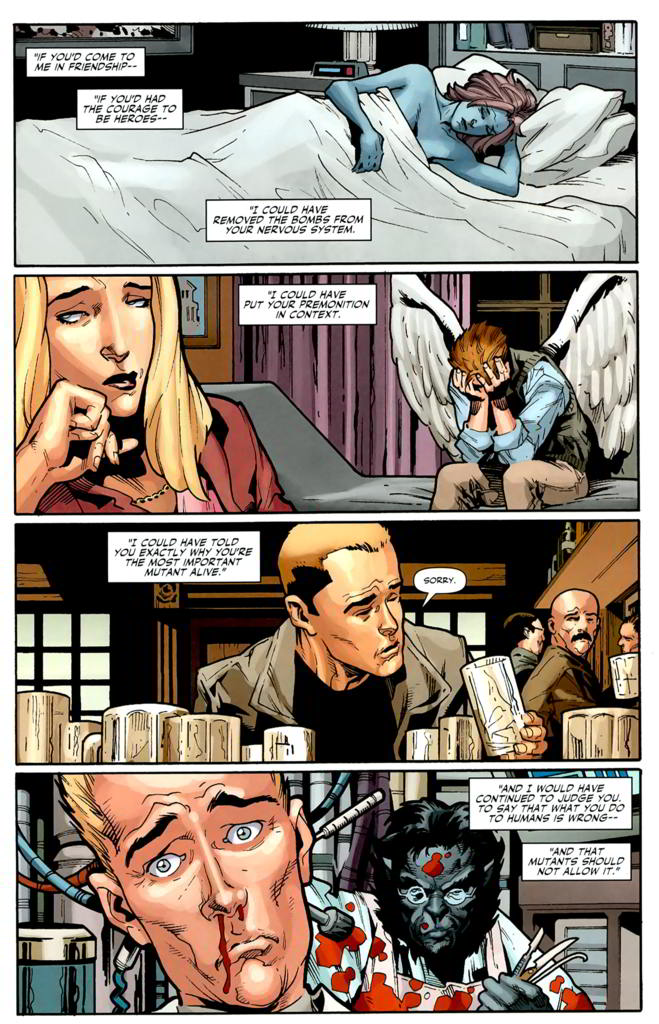 "IF YOU'D COME TO
ME IN FRIENDSHIP--
"IF YOU'D HAD
THE COURAGE TO
BE HEROES--
"I COULD HAVE
REMOVED THE BOMBS FROM
YOUR NERVOUS SYSTEM.
"I COULD HAVE
PUT YOUR PREMONITION
IN CONTEXT.
"I COULD HAVE TOLD
YOU EXACTLY WHY YOU'RE
THE MOST IMPORTANT
MUTANT ALIVE."
SORRY.
"AND I WOULD HAVE
CONTINUED TO JUDGE YOU.
TO SAY THAT WHAT YOU DO
TO HUMANS IS WRONG--
"AND THAT
MUTANTS SHOULD
NOT ALLOW IT."